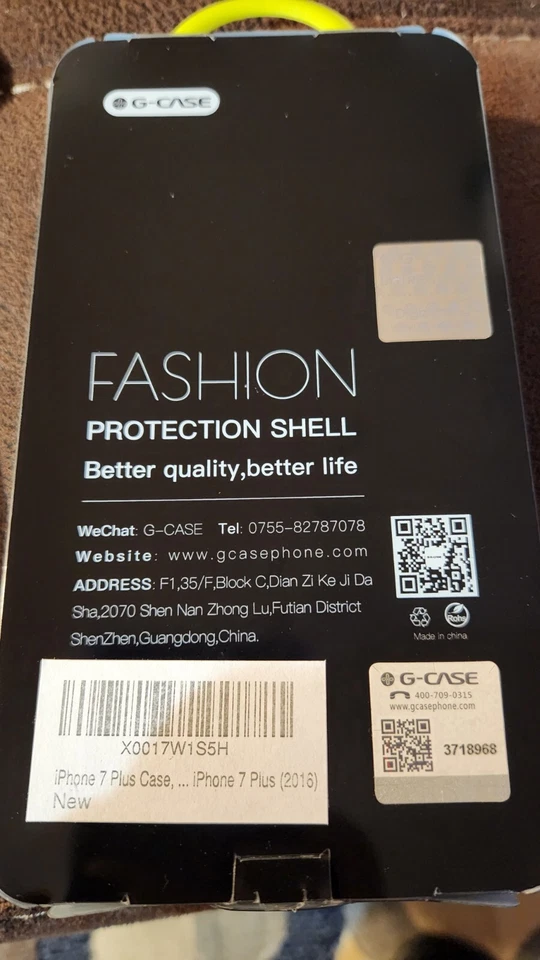 G-CASE
FASHION
PROTECTION SHELL
Better quality,better life
WeChat: G-CASE Tel: 0755-82787078
Website: www.gcasephone.com
ADDRESS: F1,35/F,Block C,Dian Zi Ke Ji Da
Sha,2070 Shen Nan Zhong Lu,Futian District
ShenZhen,Guangdong,China.
RoHS
Made in china
X0017W1S5H
iPhone 7 Plus Case, ... iPhone 7 Plus (2016)
New
G-CASE
400-709-0315
www.gcasephone.com
3718968